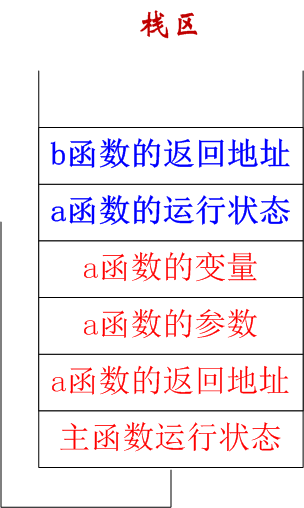 栈区
b函数的返回地址
a函数的运行状态
a函数的变量
a函数的参数
a函数的返回地址
主函数运行状态